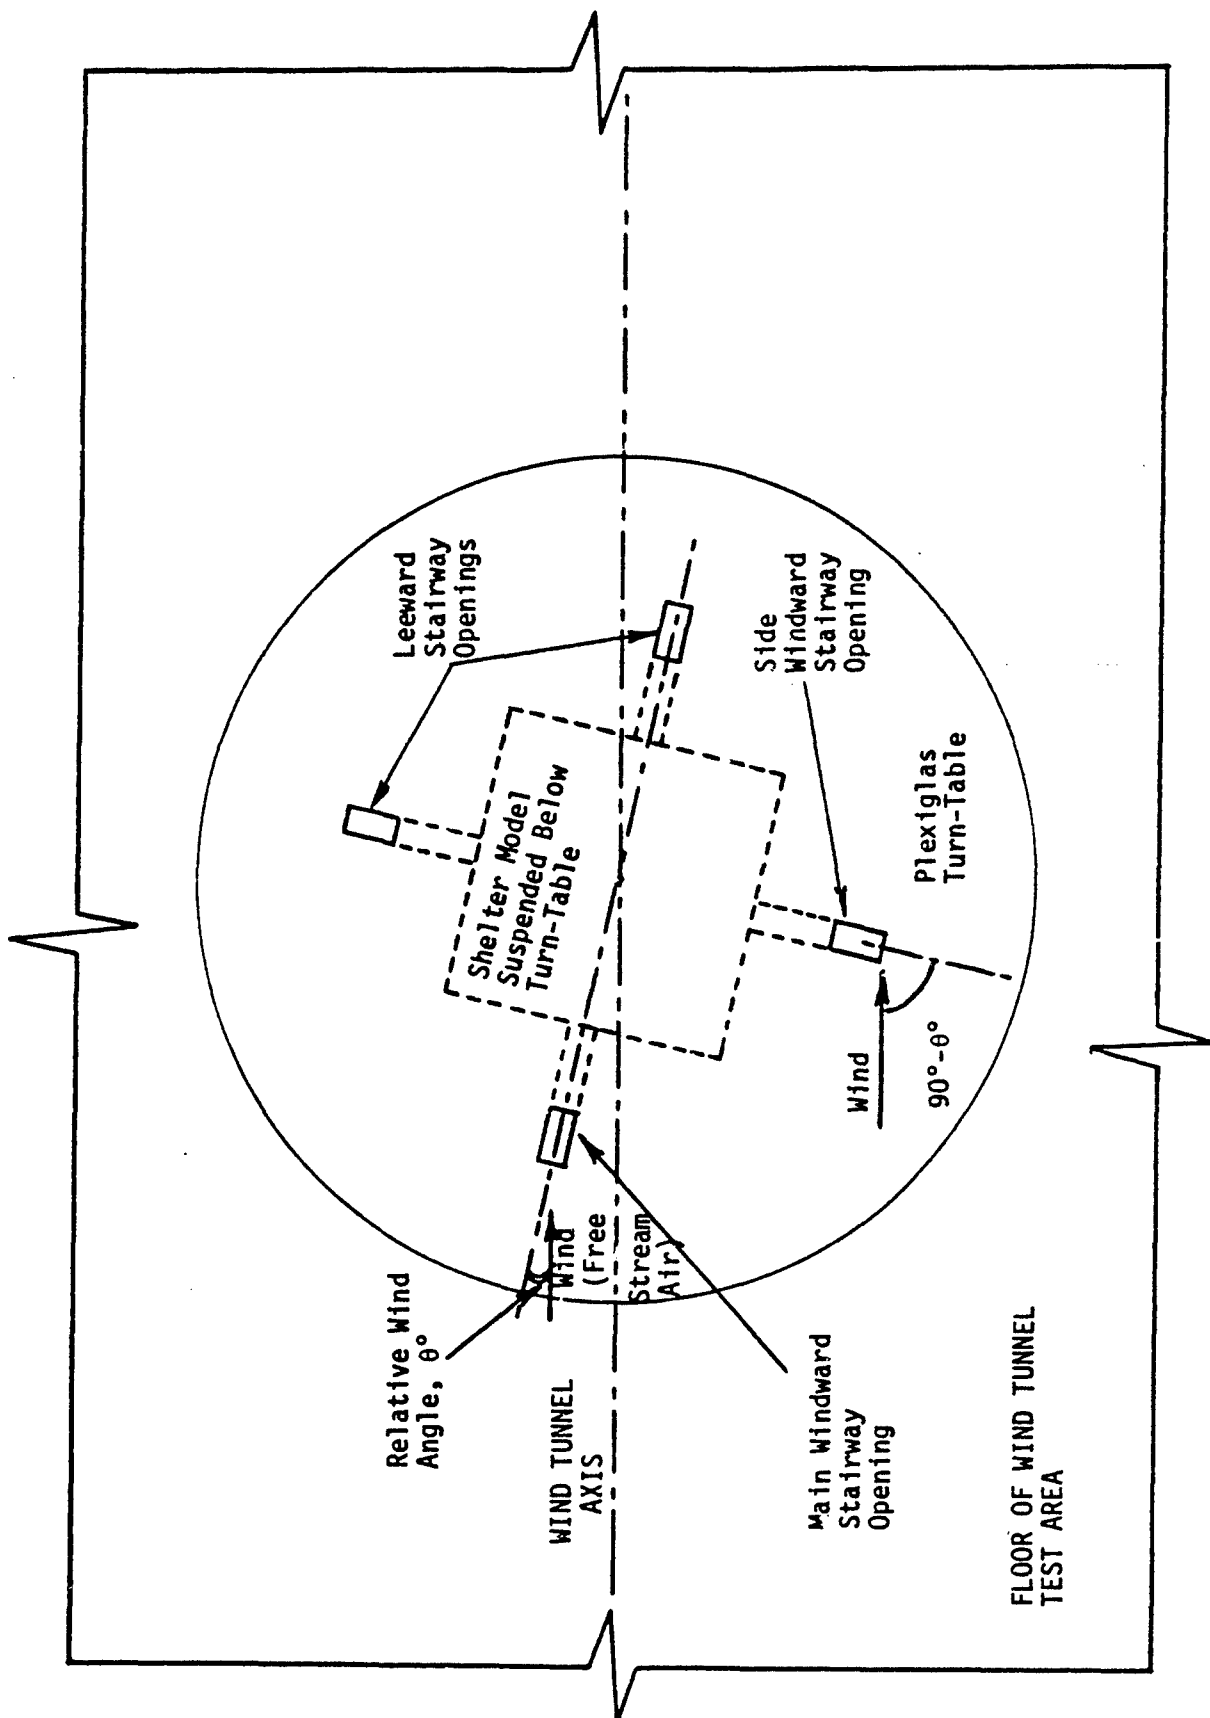 Leeward
Stairway
Openings
Shelter Model
Suspended Below
Turn-Table
Side
Windward
Stairway
Opening
Plexiglas
Turn-Table
Relative Wind
Angle, θ°
Wind
(Free
Stream
Air)
Wind
90°-θ°
WIND TUNNEL
AXIS
Main Windward
Stairway
Opening
FLOOR OF WIND TUNNEL
TEST AREA